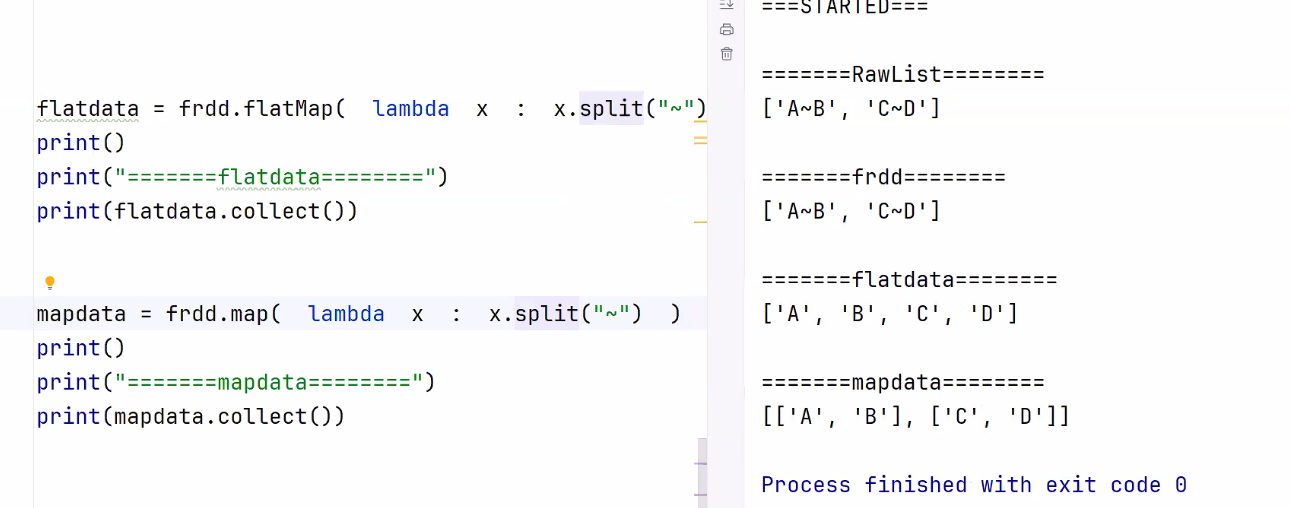 flatdata = frdd.flatMap(  lambda  x  :  x.split("~")
print()
print("=======flatdata========")
print(flatdata.collect())
mapdata = frdd.map(  lambda  x  :  x.split("~")  )
print()
print("=======mapdata========")
print(mapdata.collect())
===STARTED===
=======RawList========
['A~B', 'C~D']
=======frdd========
['A~B', 'C~D']
=======flatdata========
['A', 'B', 'C', 'D']
=======mapdata========
[['A', 'B'], ['C', 'D']]
Process finished with exit code 0